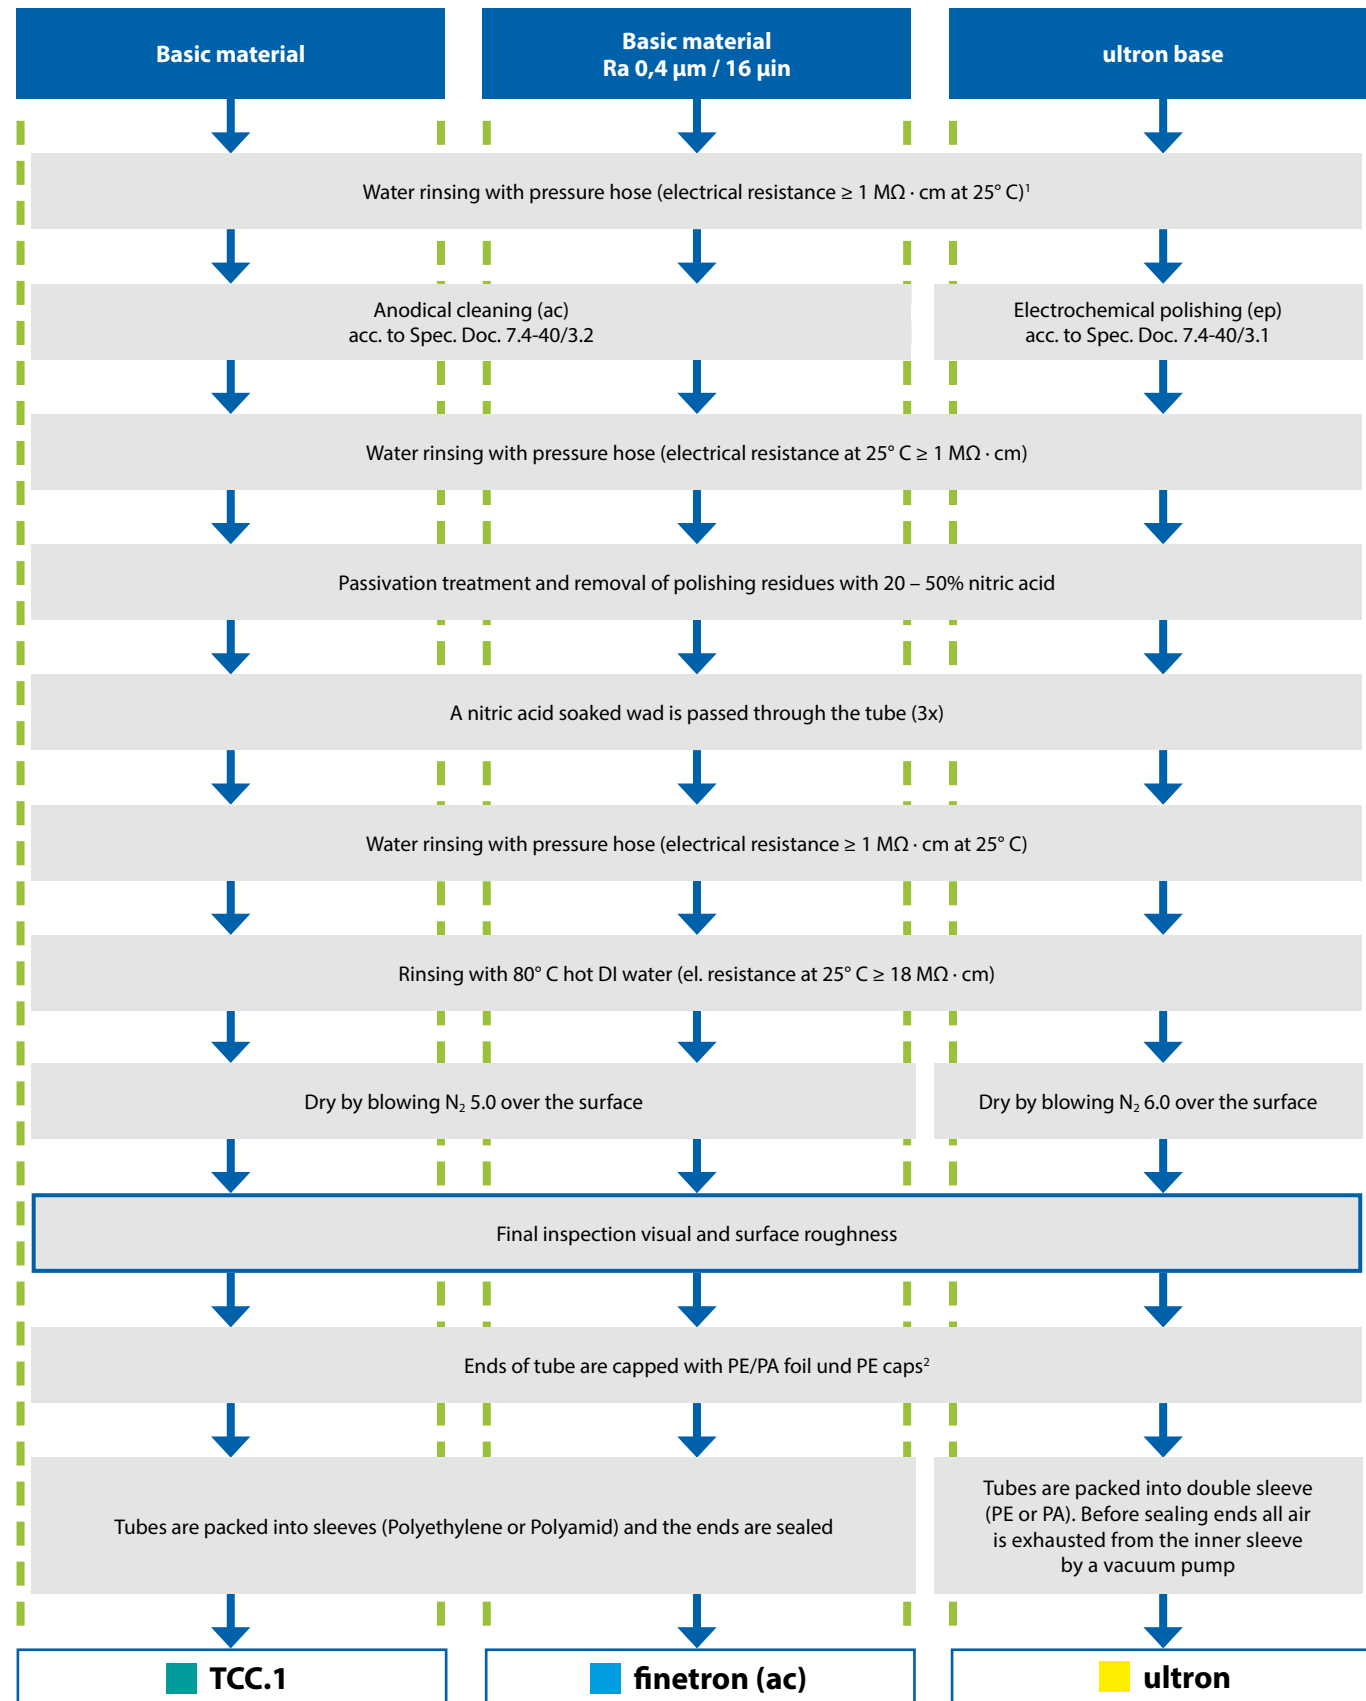 Basic material
Basic material
Ra 0,4 µm / 16 µin
ultron base
Water rinsing with pressure hose (electrical resistance ≥ 1 MΩ · cm at 25° C)¹
Anodical cleaning (ac)
acc. to Spec. Doc. 7.4-40/3.2
Electrochemical polishing (ep)
acc. to Spec. Doc. 7.4-40/3.1
Water rinsing with pressure hose (electrical resistance at 25° C ≥ 1 MΩ · cm)
Passivation treatment and removal of polishing residues with 20 – 50% nitric acid
A nitric acid soaked wad is passed through the tube (3x)
Water rinsing with pressure hose (electrical resistance ≥ 1 MΩ · cm at 25° C)
Rinsing with 80° C hot DI water (el. resistance at 25° C ≥ 18 MΩ · cm)
Dry by blowing N₂ 5.0 over the surface
Dry by blowing N₂ 6.0 over the surface
Final inspection visual and surface roughness
Ends of tube are capped with PE/PA foil und PE caps²
Tubes are packed into sleeves (Polyethylene or Polyamid) and the ends are sealed
Tubes are packed into double sleeve
(PE or PA). Before sealing ends all air
is exhausted from the inner sleeve
by a vacuum pump
TCC.1
finetron (ac)
ultron